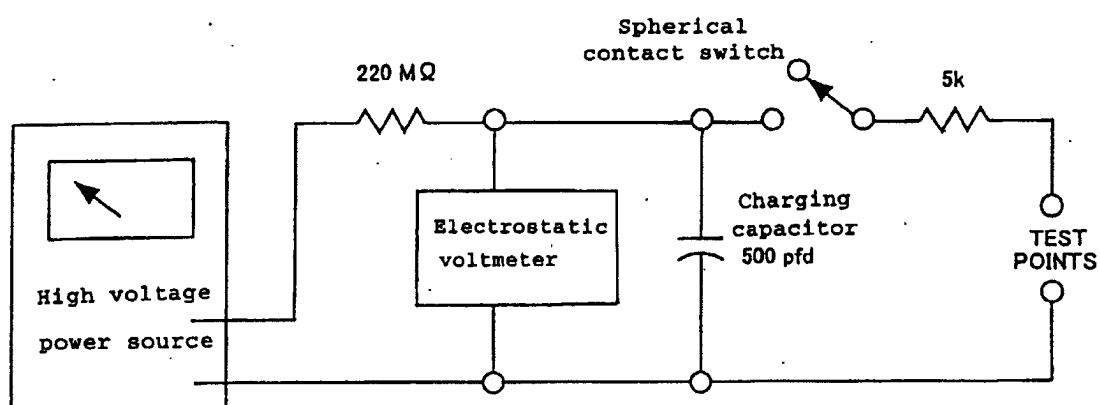 Spherical
contact switch
220 MΩ
5k
Electrostatic
voltmeter
Charging
capacitor
500 pfd
TEST
POINTS
High voltage
power source